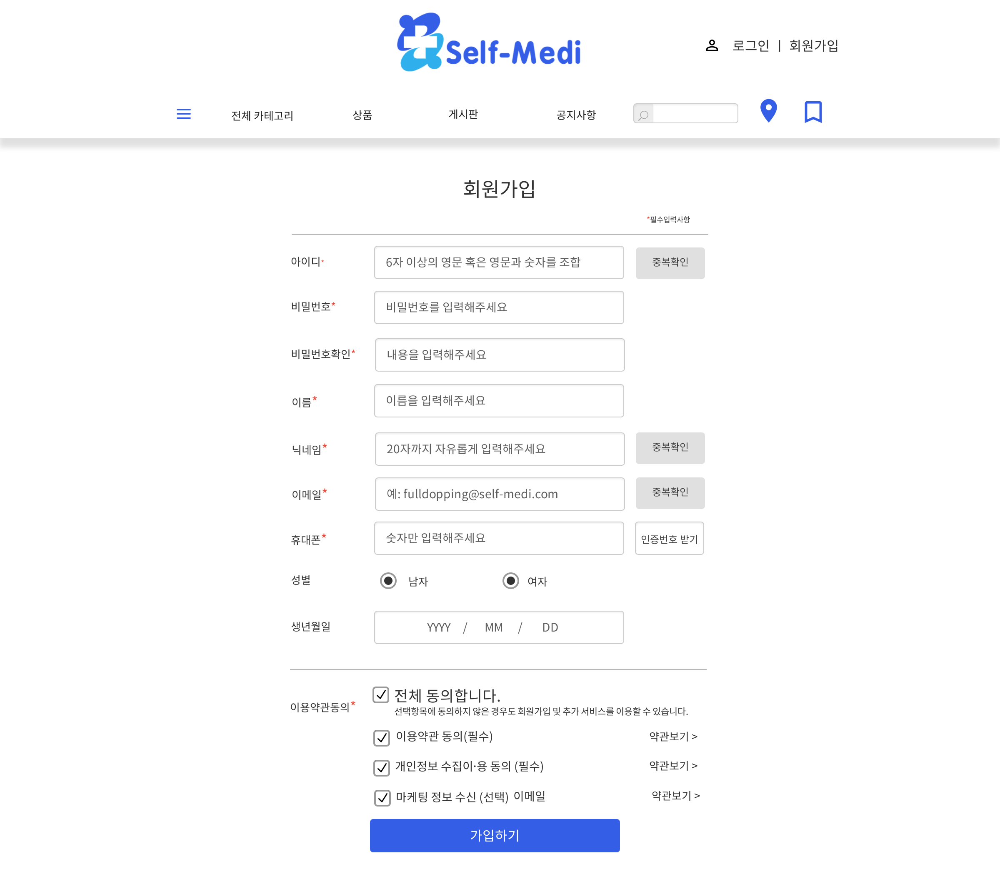 Self-Medi
로그인 | 회원가입
전체 카테고리 상품 게시판 공지사항
회원가입
*필수입력사항
아이디* 6자 이상의 영문 혹은 영문과 숫자를 조합 중복확인
비밀번호* 비밀번호를 입력해주세요
비밀번호확인* 내용을 입력해주세요
이름* 이름을 입력해주세요
닉네임* 20자까지 자유롭게 입력해주세요 중복확인
이메일* 예: fulldopping@self-medi.com 중복확인
휴대폰* 숫자만 입력해주세요 인증번호 받기
성별 남자 여자
생년월일 YYYY / MM / DD
이용약관동의* 전체 동의합니다.
선택항목에 동의하지 않은 경우도 회원가입 및 추가 서비스를 이용할 수 있습니다.
이용약관 동의(필수) 약관보기 >
개인정보 수집이·용 동의 (필수) 약관보기 >
마케팅 정보 수신 (선택) 이메일 약관보기 >
가입하기